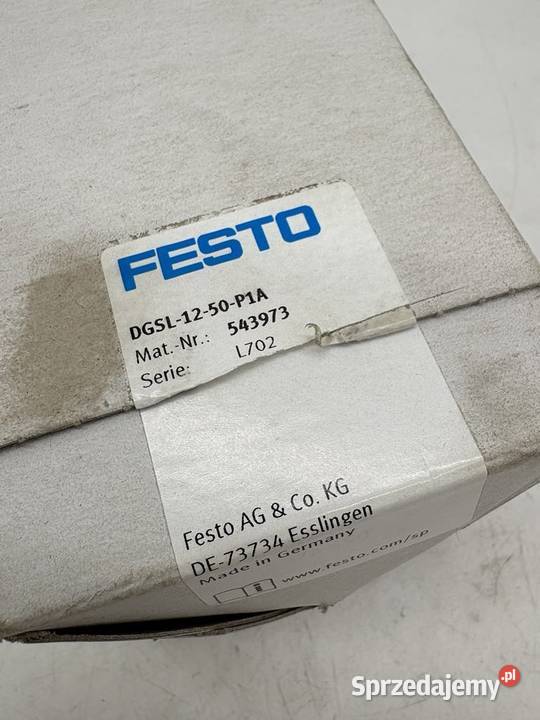 FESTO
DGSL-12-50-P1A
Mat.-Nr.: 543973
Serie: L702
Festo AG & Co. KG
DE-73734 Esslingen
Made in Germany
www.festo.com/sp
Sprzedajemy.pl